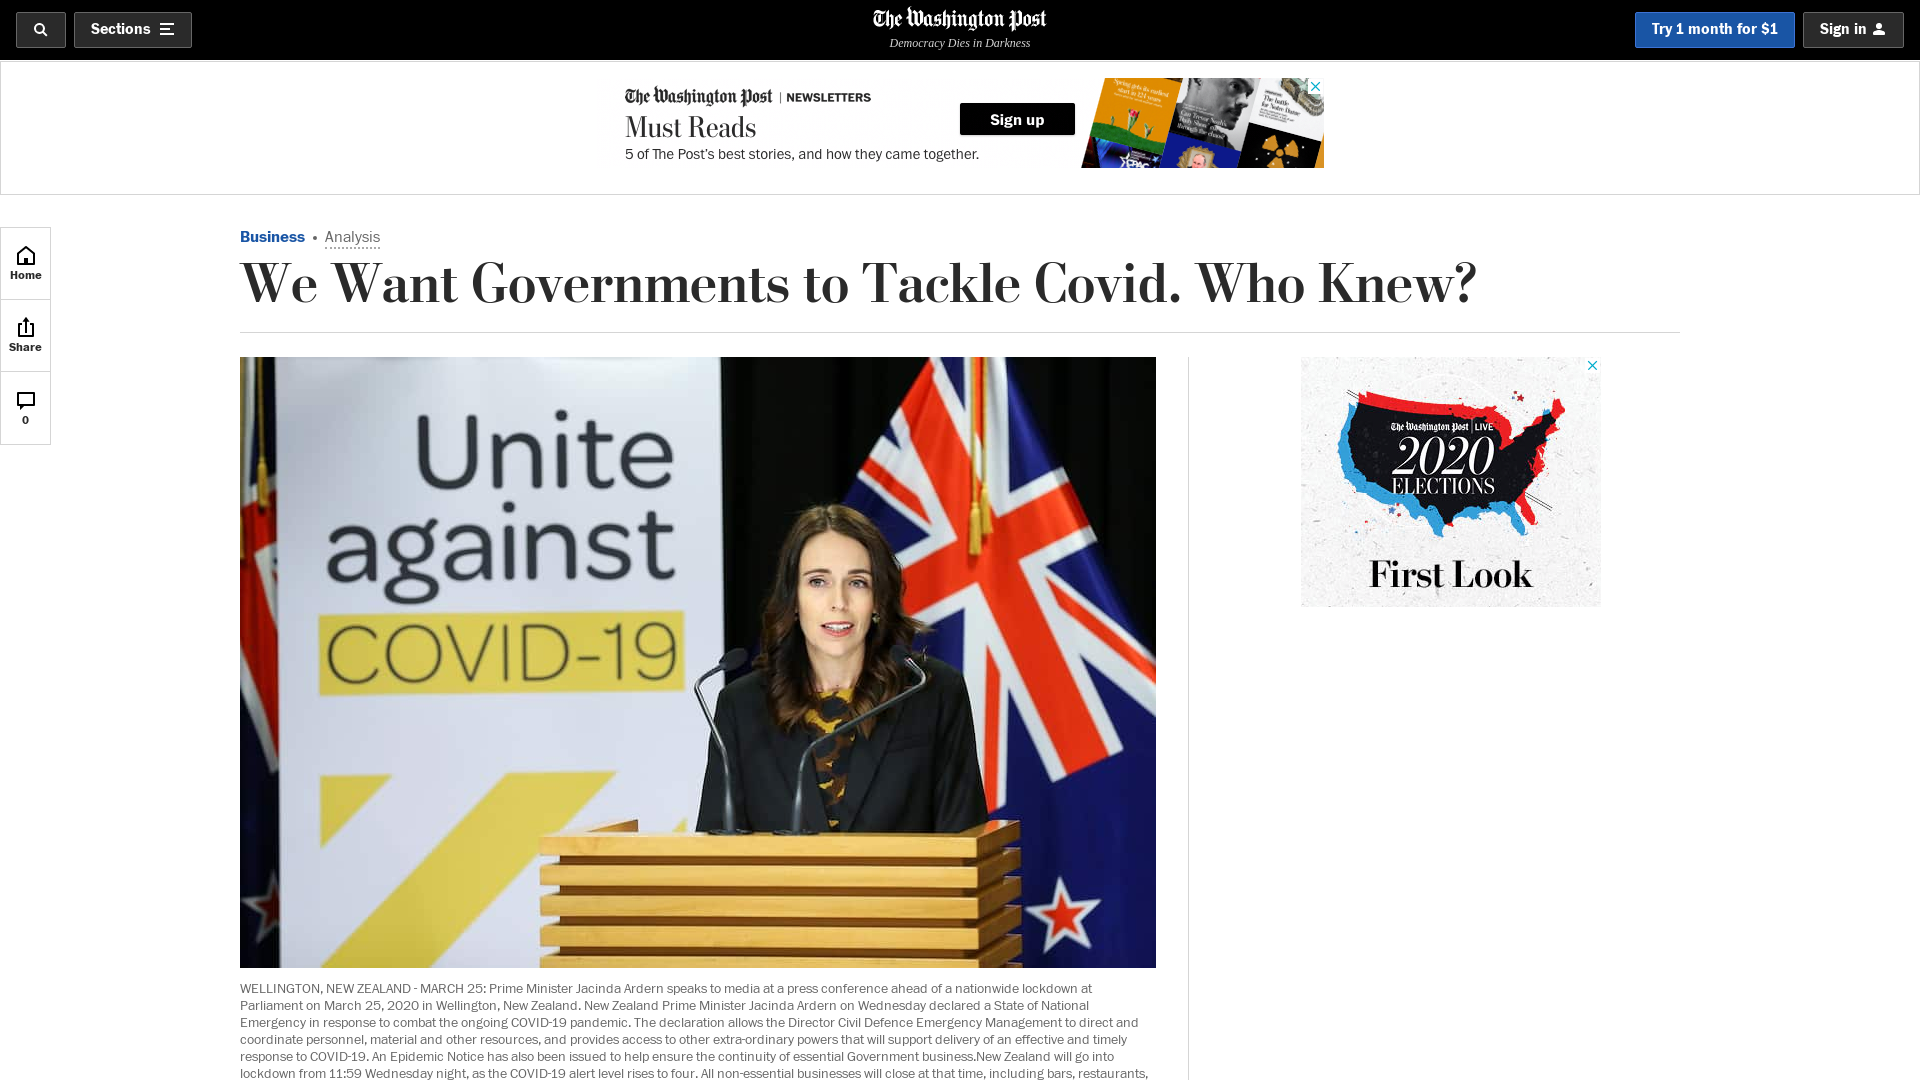 Sections
The Washington Post
Democracy Dies in Darkness
Try 1 month for $1
Sign in
The Washington Post | NEWSLETTERS
Must Reads
5 of The Post's best stories, and how they came together.
Sign up
Home
Share
0
Business • Analysis
We Want Governments to Tackle Covid. Who Knew?
Unite
against
COVID-19
The Washington Post LIVE
2020
ELECTIONS
First Look
WELLINGTON, NEW ZEALAND - MARCH 25: Prime Minister Jacinda Ardern speaks to media at a press conference ahead of a nationwide lockdown at
Parliament on March 25, 2020 in Wellington, New Zealand. New Zealand Prime Minister Jacinda Ardern on Wednesday declared a State of National
Emergency in response to combat the ongoing COVID-19 pandemic. The declaration allows the Director Civil Defence Emergency Management to direct and
coordinate personnel, material and other resources, and provides access to other extra-ordinary powers that will support delivery of an effective and timely
response to COVID-19. An Epidemic Notice has also been issued to help ensure the continuity of essential Government business.New Zealand will go into
lockdown from 11:59 Wednesday night, as the COVID-19 alert level rises to four. All non-essential businesses will close at that time, including bars, restaurants,